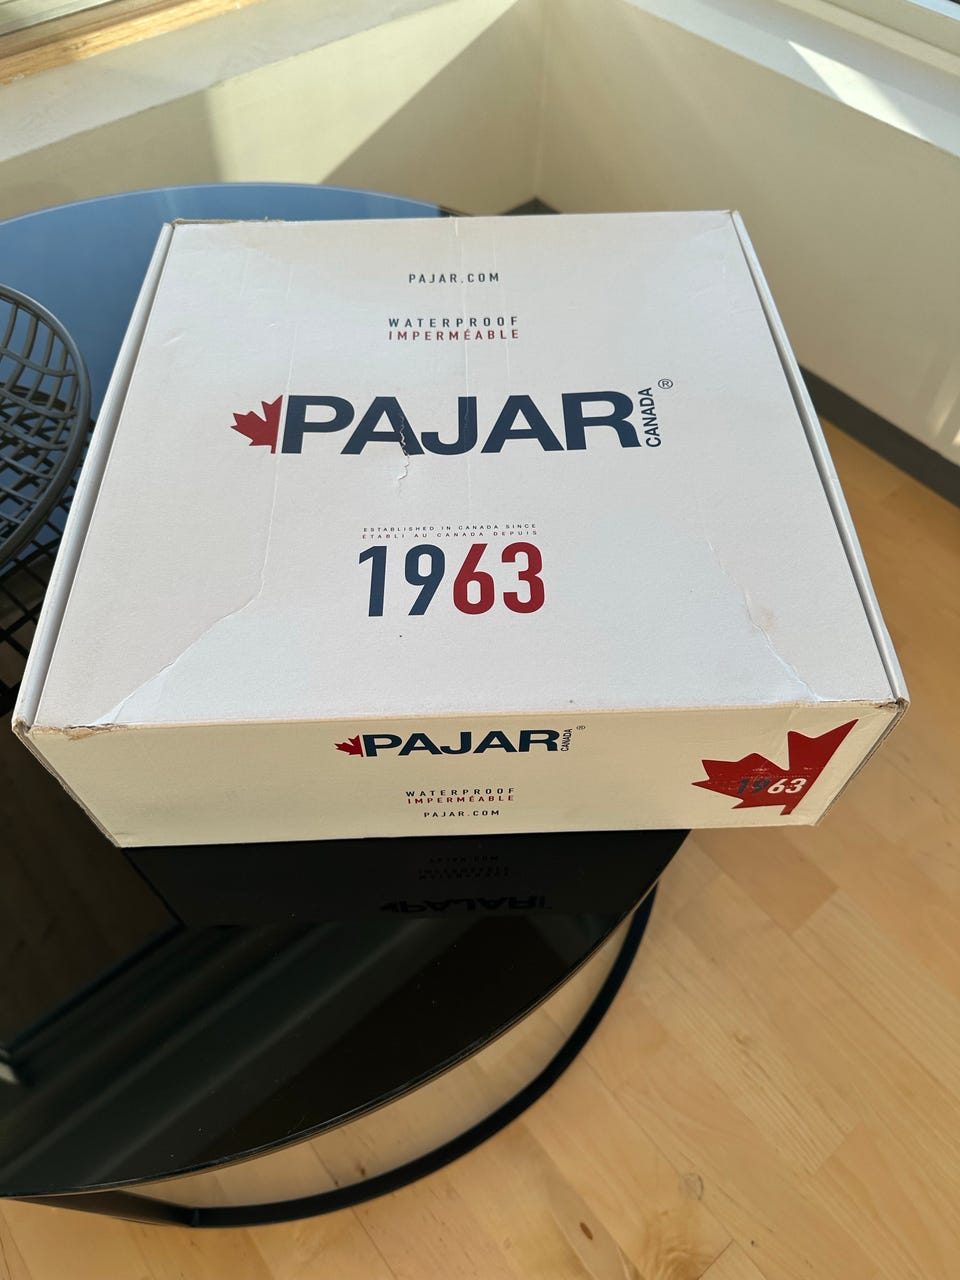 PAJAR.COM
WATERPROOF
IMPERMÉABLE
PAJAR CANADA ®
ESTABLISHED IN CANADA SINCE
ÉTABLI AU CANADA DEPUIS
1963
PAJAR CANADA ®
WATERPROOF
IMPERMÉABLE
PAJAR.COM
1963